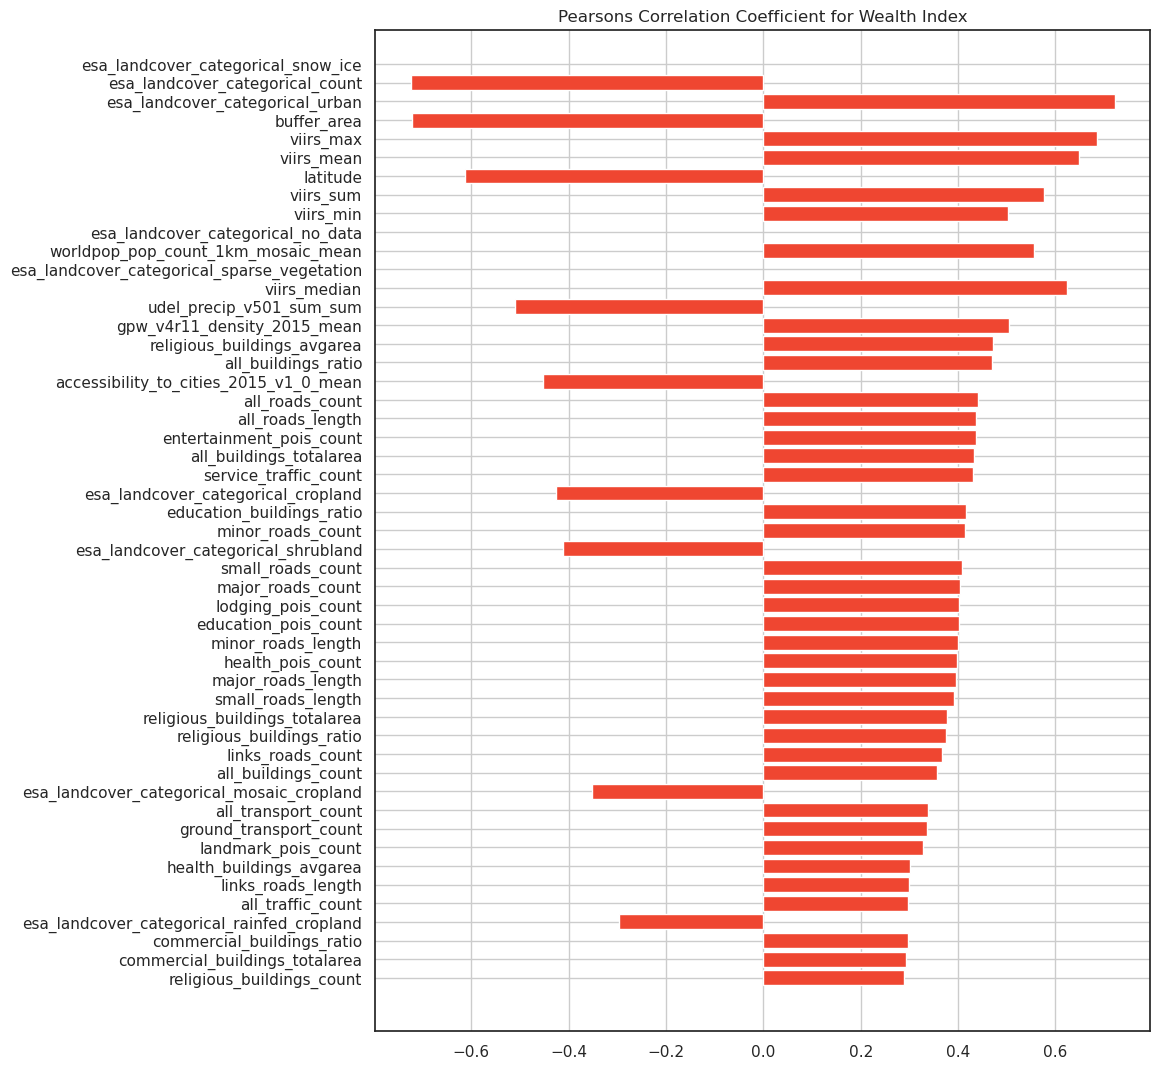 Pearsons Correlation Coefficient for Wealth Index
esa_landcover_categorical_snow_ice
esa_landcover_categorical_count
esa_landcover_categorical_urban
buffer_area
viirs_max
viirs_mean
latitude
viirs_sum
viirs_min
esa_landcover_categorical_no_data
worldpop_pop_count_1km_mosaic_mean
esa_landcover_categorical_sparse_vegetation
viirs_median
udel_precip_v501_sum_sum
gpw_v4r11_density_2015_mean
religious_buildings_avgarea
all_buildings_ratio
accessibility_to_cities_2015_v1_0_mean
all_roads_count
all_roads_length
entertainment_pois_count
all_buildings_totalarea
service_traffic_count
esa_landcover_categorical_cropland
education_buildings_ratio
minor_roads_count
esa_landcover_categorical_shrubland
small_roads_count
major_roads_count
lodging_pois_count
education_pois_count
minor_roads_length
health_pois_count
major_roads_length
small_roads_length
religious_buildings_totalarea
religious_buildings_ratio
links_roads_count
all_buildings_count
esa_landcover_categorical_mosaic_cropland
all_transport_count
ground_transport_count
landmark_pois_count
health_buildings_avgarea
links_roads_length
all_traffic_count
esa_landcover_categorical_rainfed_cropland
commercial_buildings_ratio
commercial_buildings_totalarea
religious_buildings_count
−0.6 −0.4 −0.2 0.0 0.2 0.4 0.6